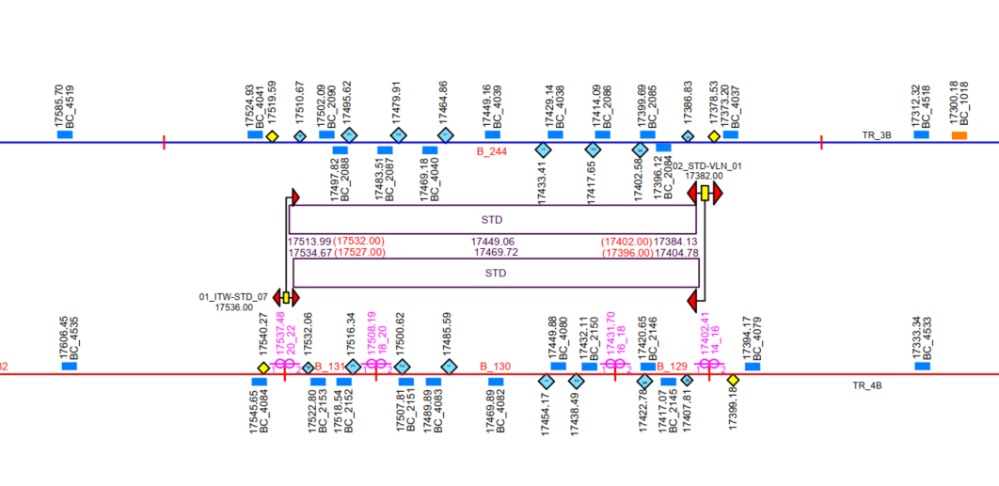 17585.70
BC_4519
17524.93
BC_4041
17519.59
17510.67
17502.09
BC_2090
17495.62
17479.91
17464.86
17449.16
BC_4039
17429.14
BC_4038
17414.09
BC_2086
17399.69
BC_2085
17386.83
17378.53
17373.20
BC_4037
17312.32
BC_4518
17300.18
BC_1018
TR_3B
B_244
17497.82
BC_2088
17483.51
BC_2087
17469.18
BC_4040
17433.41
17417.65
17402.58
17396.12
BC_2084
02_STD-VLN_01
17382.00
STD
17513.99 (17532.00) 17449.06 (17402.00) 17384.13
17534.67 (17527.00) 17469.72 (17396.00) 17404.78
STD
01_ITW-STD_07
17536.00
17606.45
BC_4535
17540.27
17537.48
20_22
17532.06
17516.34
17508.19
18_20
17500.62
17485.59
17449.88
BC_4080
17432.11
BC_2150
17431.70
16_18
17420.65
BC_2146
17402.41
14_16
17394.17
BC_4079
17333.34
BC_4533
B_131
B_130
B_129
TR_4B
17545.65
BC_4084
17522.80
BC_2153
17518.54
BC_2152
17507.81
BC_2151
17489.89
BC_4083
17469.89
BC_4082
17454.17
17438.49
17422.78
17417.07
BC_2145
17407.81
17399.18